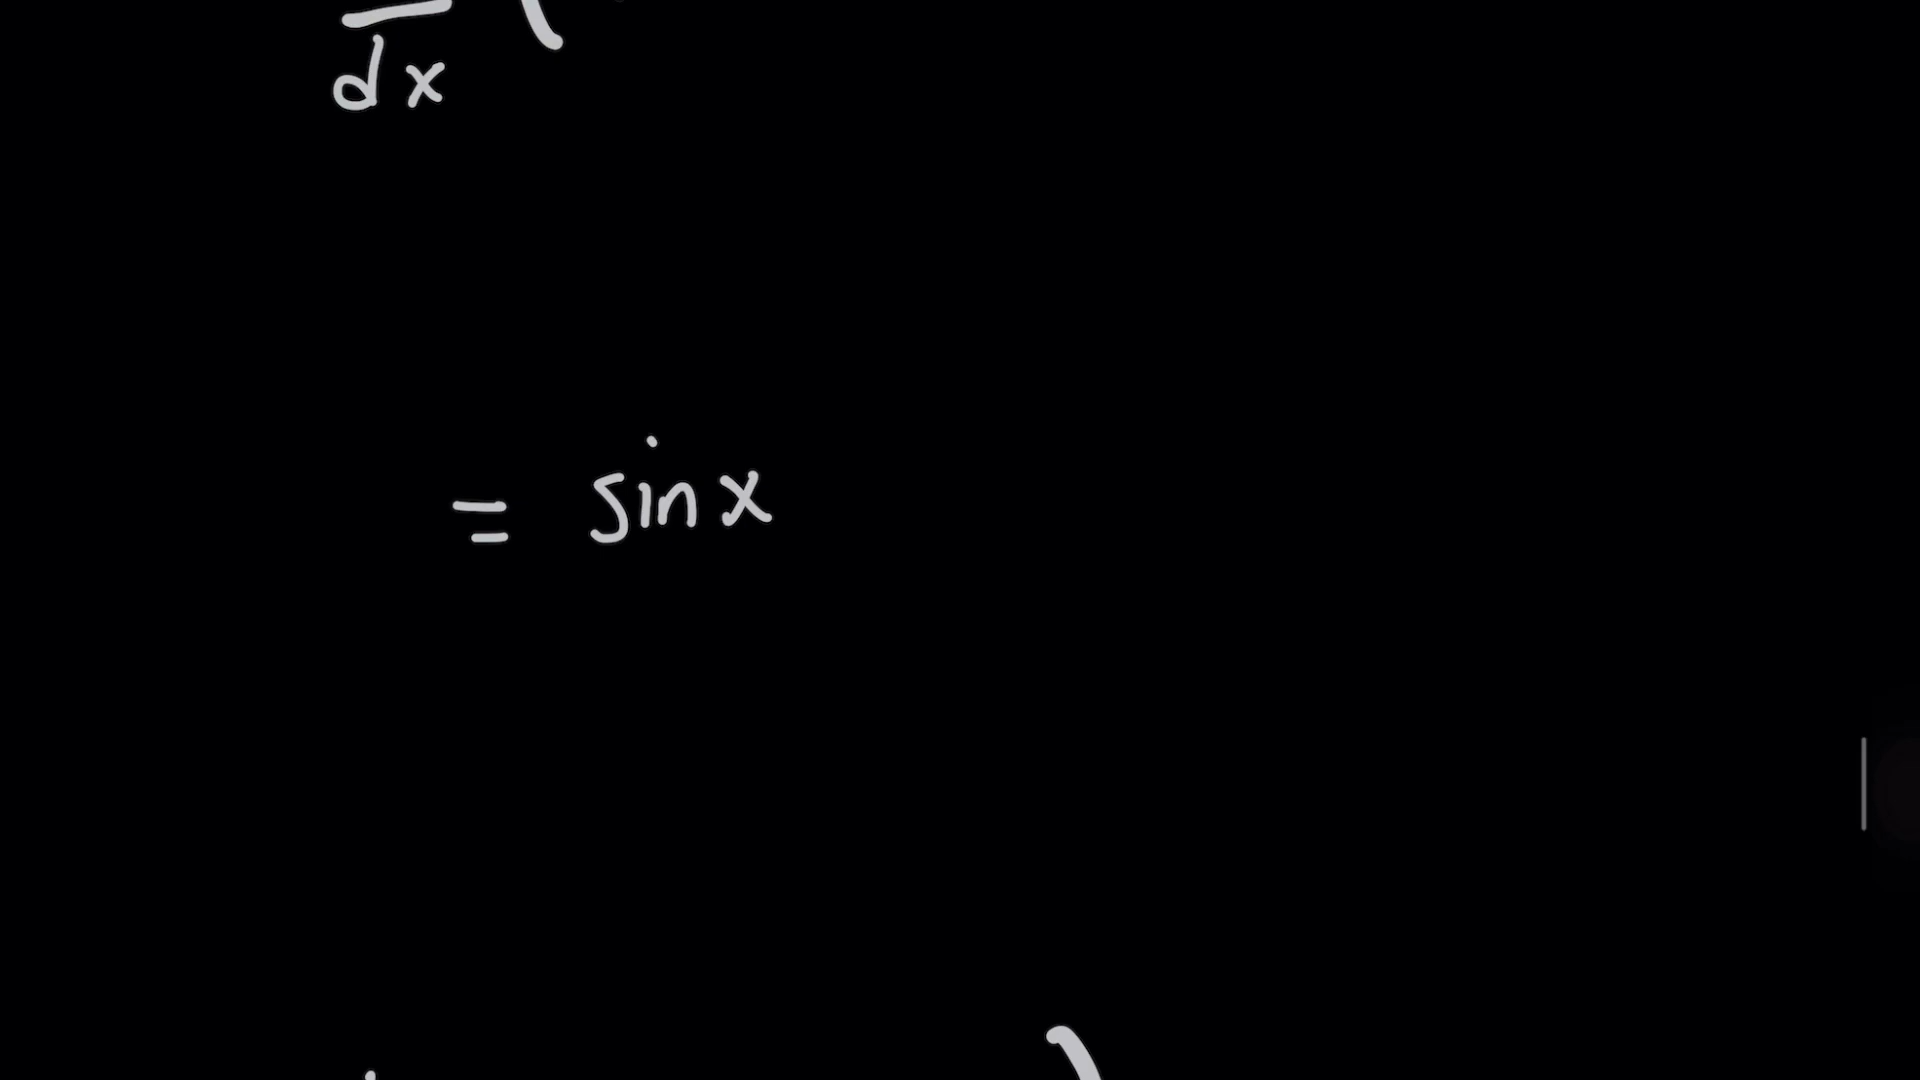 dx (
= sin x
)